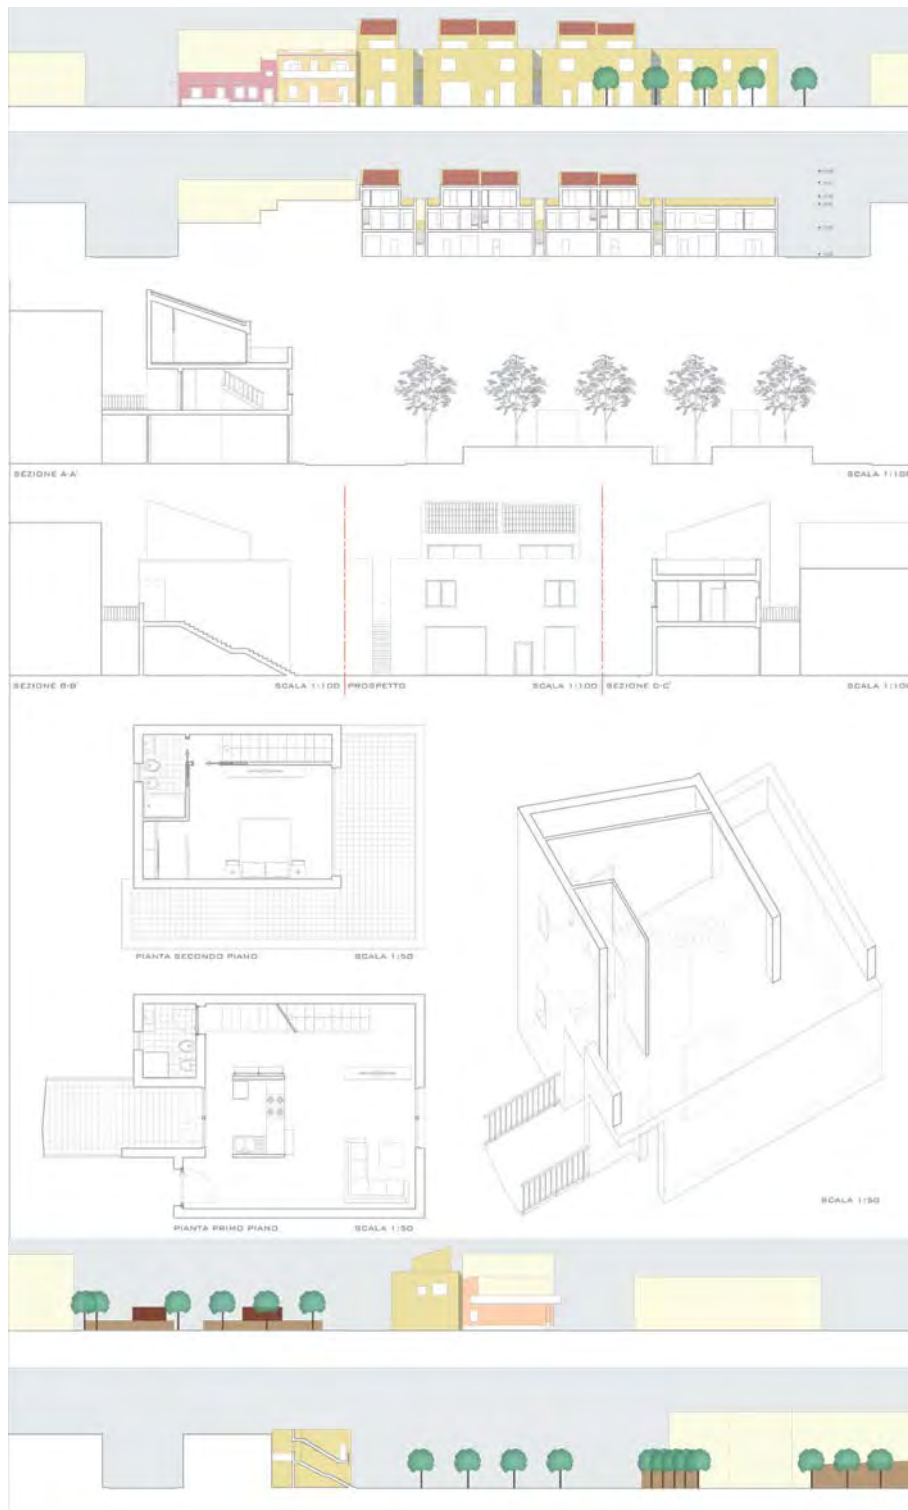 SEZIONE A-A' SCALA 1:100
SEZIONE B-B' SCALA 1:100 PROSPETTO SCALA 1:100 SEZIONE C-C' SCALA 1:100
PIANTA SECONDO PIANO SCALA 1:50
SCALA 1:50
PIANTA PRIMO PIANO SCALA 1:50